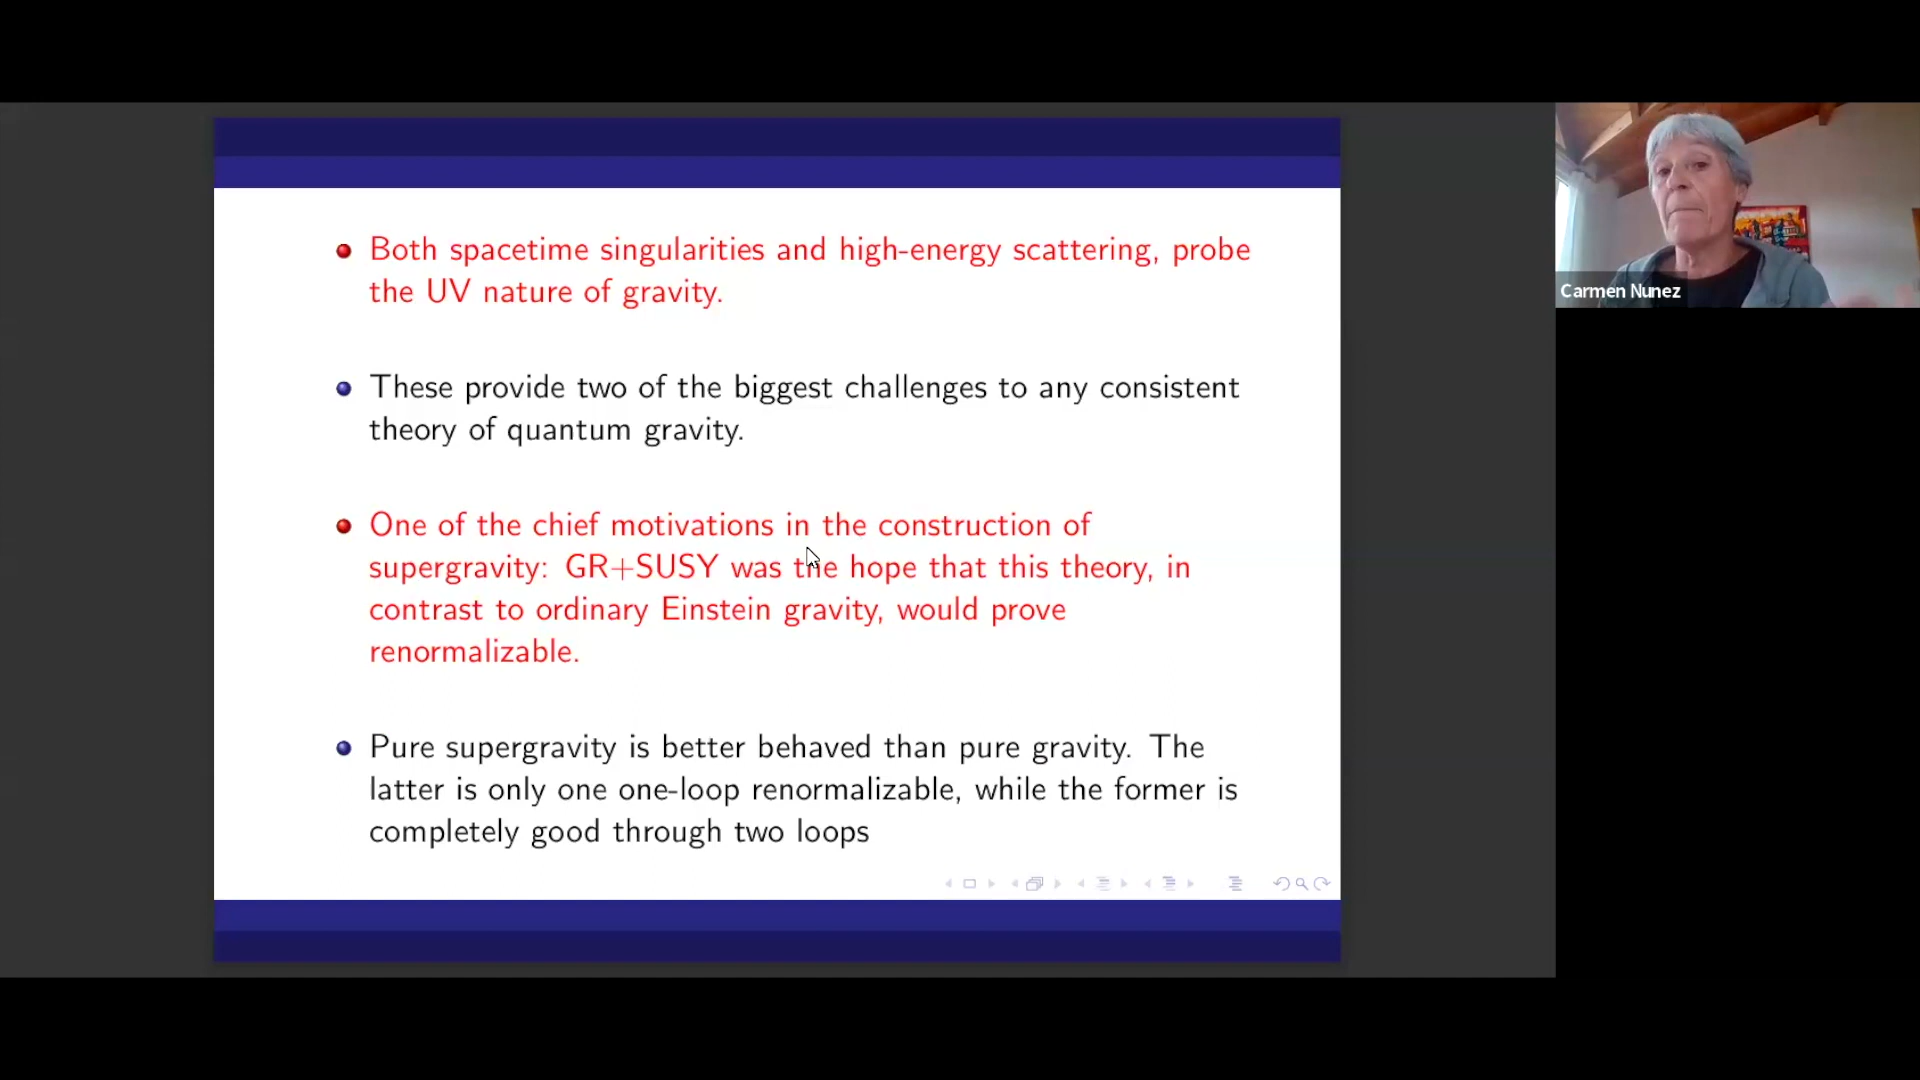 Both spacetime singularities and high-energy scattering, probe
the UV nature of gravity.
These provide two of the biggest challenges to any consistent
theory of quantum gravity.
One of the chief motivations in the construction of
supergravity: GR+SUSY was the hope that this theory, in
contrast to ordinary Einstein gravity, would prove
renormalizable.
Pure supergravity is better behaved than pure gravity. The
latter is only one one-loop renormalizable, while the former is
completely good through two loops
Carmen Nunez